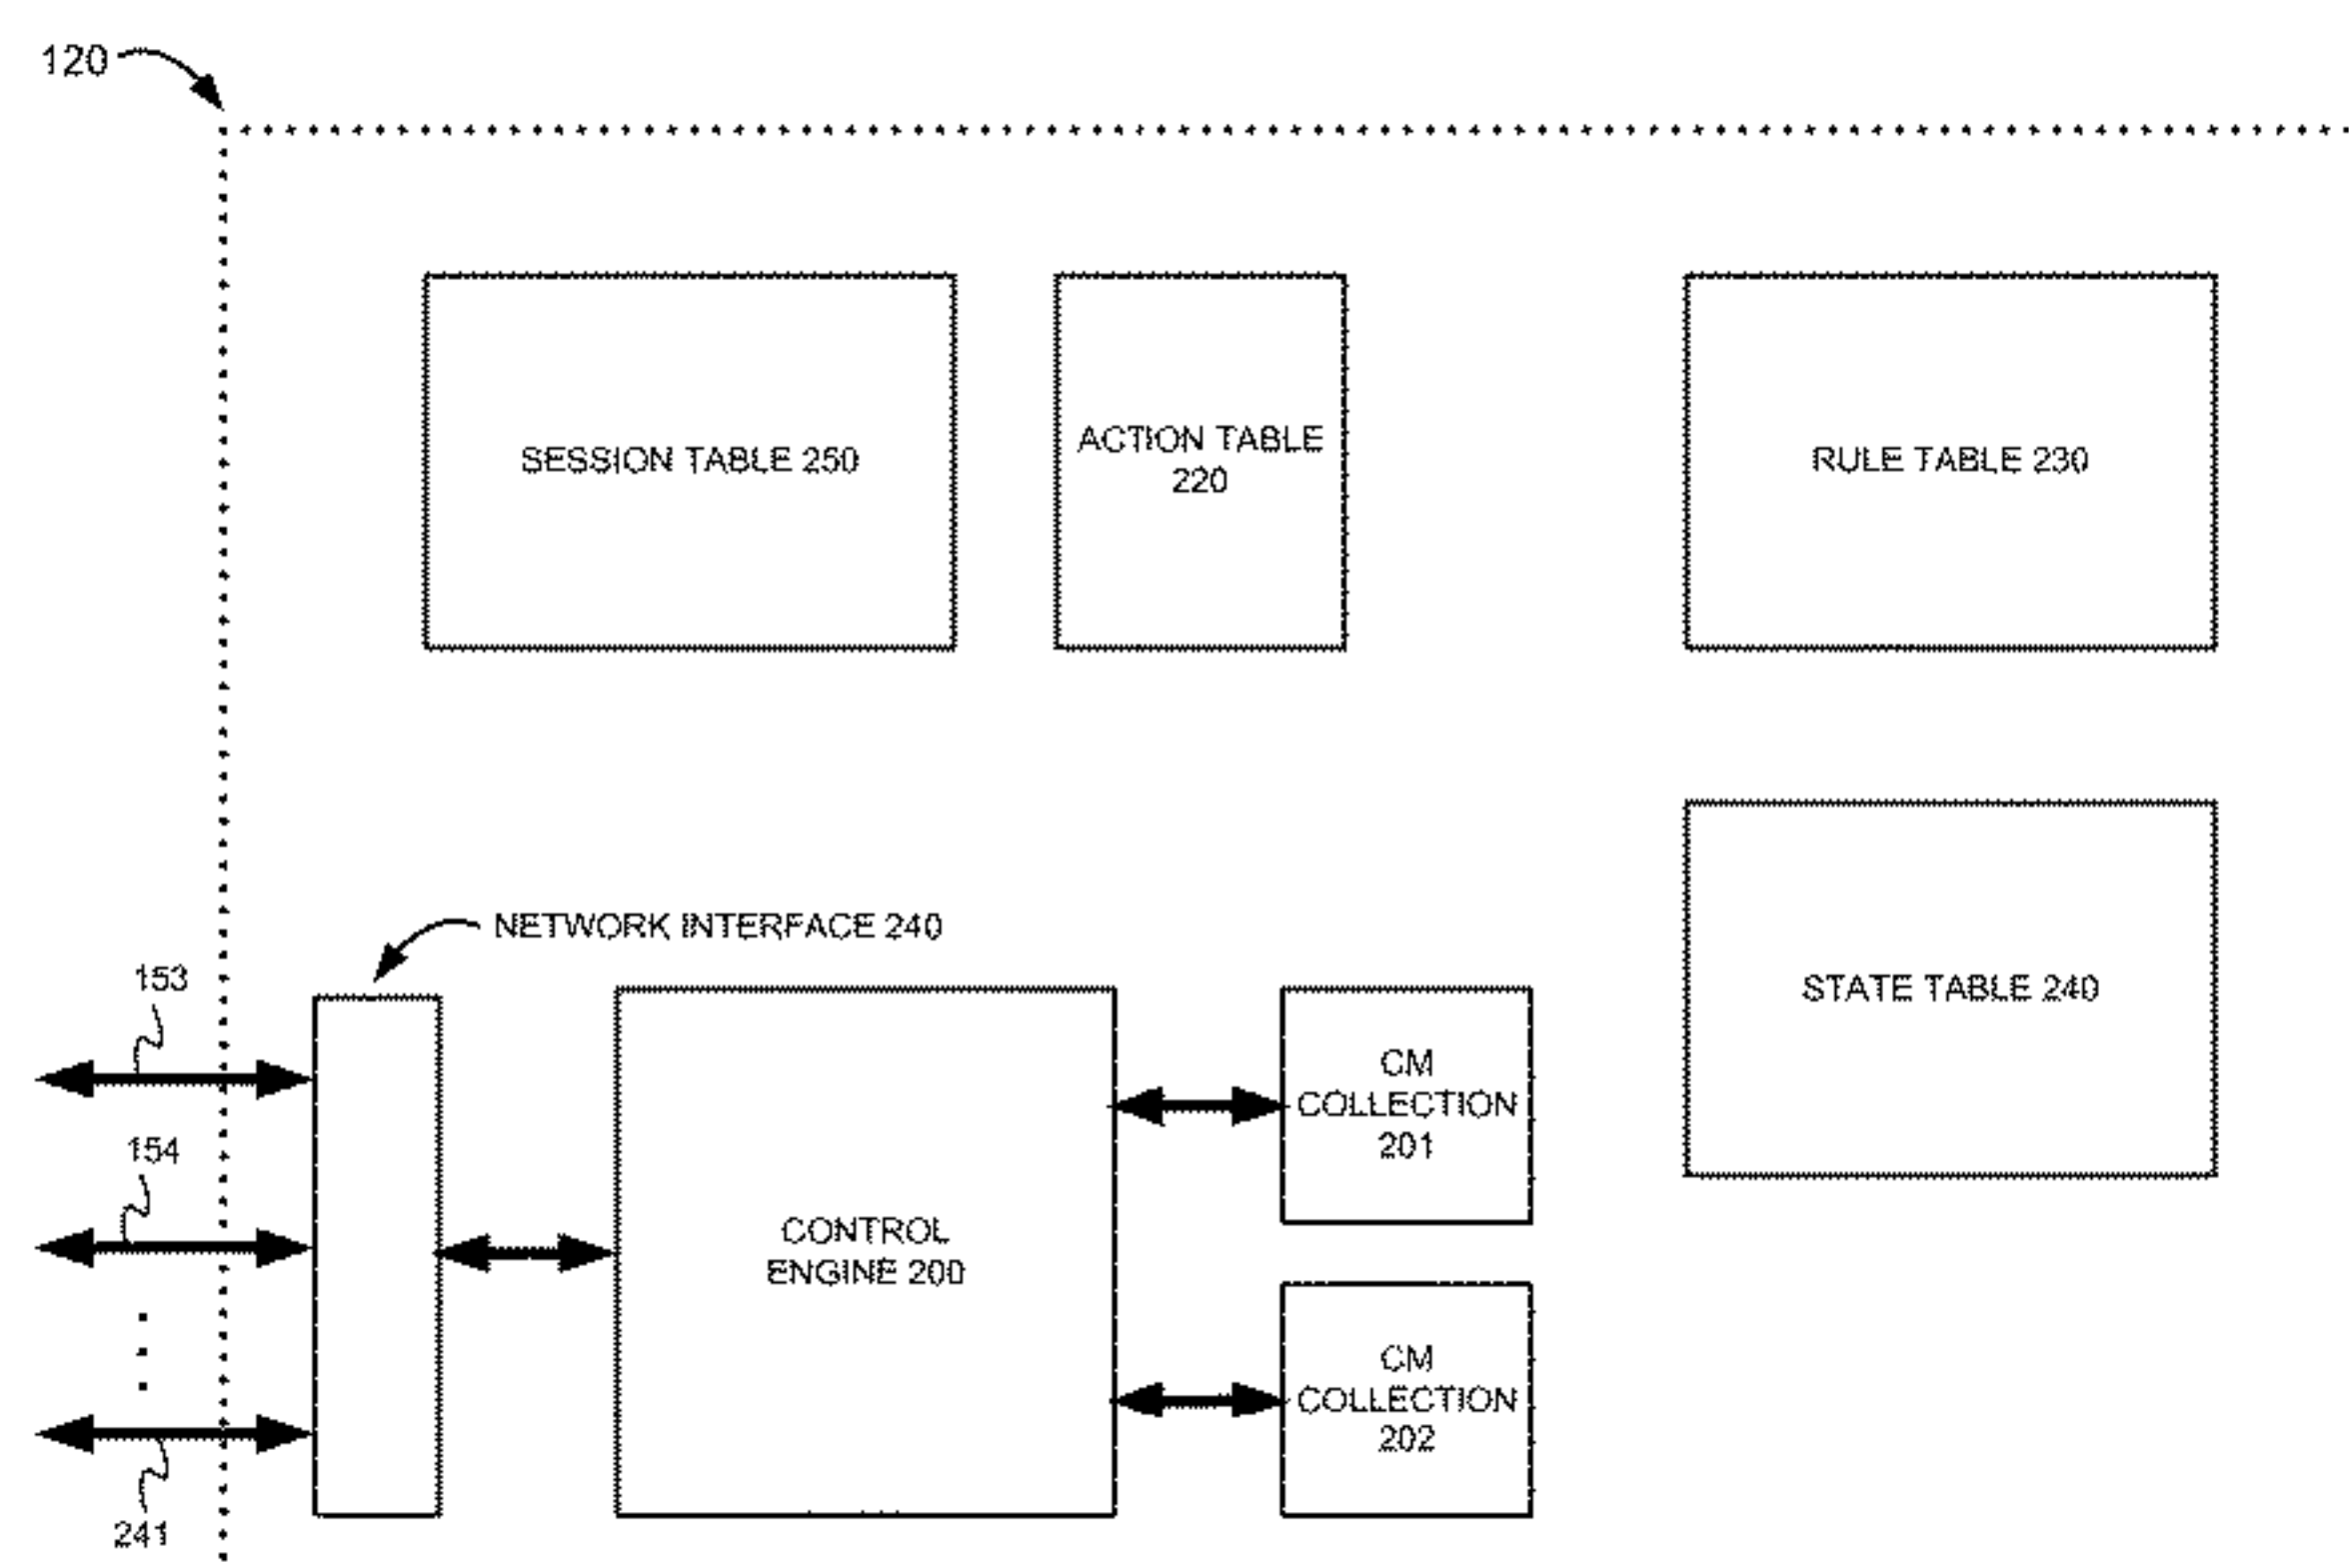 120
SESSION TABLE 250
ACTION TABLE
220
RULE TABLE 230
NETWORK INTERFACE 240
153
154
241
CONTROL
ENGINE 200
CM
COLLECTION
201
CM
COLLECTION
202
STATE TABLE 240